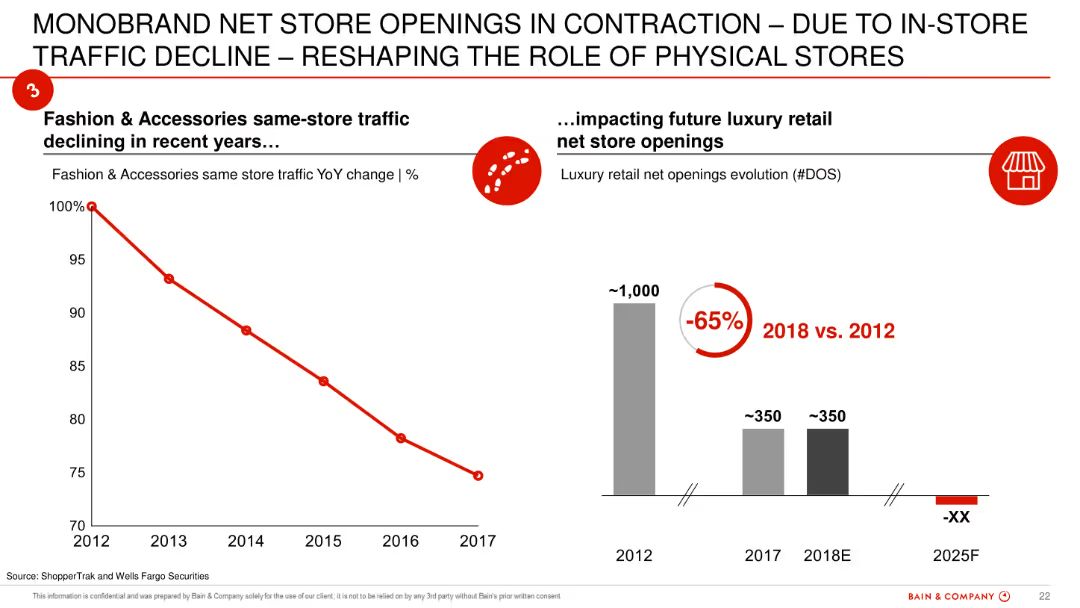 MONOBRAND NET STORE OPENINGS IN CONTRACTION – DUE TO IN-STORE
TRAFFIC DECLINE – RESHAPING THE ROLE OF PHYSICAL STORES
3
Fashion & Accessories same-store traffic
declining in recent years…
Fashion & Accessories same store traffic YoY change | %
100%
95
90
85
80
75
70
2012 2013 2014 2015 2016 2017
…impacting future luxury retail
net store openings
Luxury retail net openings evolution (#DOS)
~1,000
-65%
2018 vs. 2012
~350 ~350
-XX
2012 2017 2018E 2025F
Source: ShopperTrak and Wells Fargo Securities
This information is confidential and was prepared by Bain & Company solely for the use of our client; it is not to be relied on by any 3rd party without Bain's prior written consent
BAIN & COMPANY
22